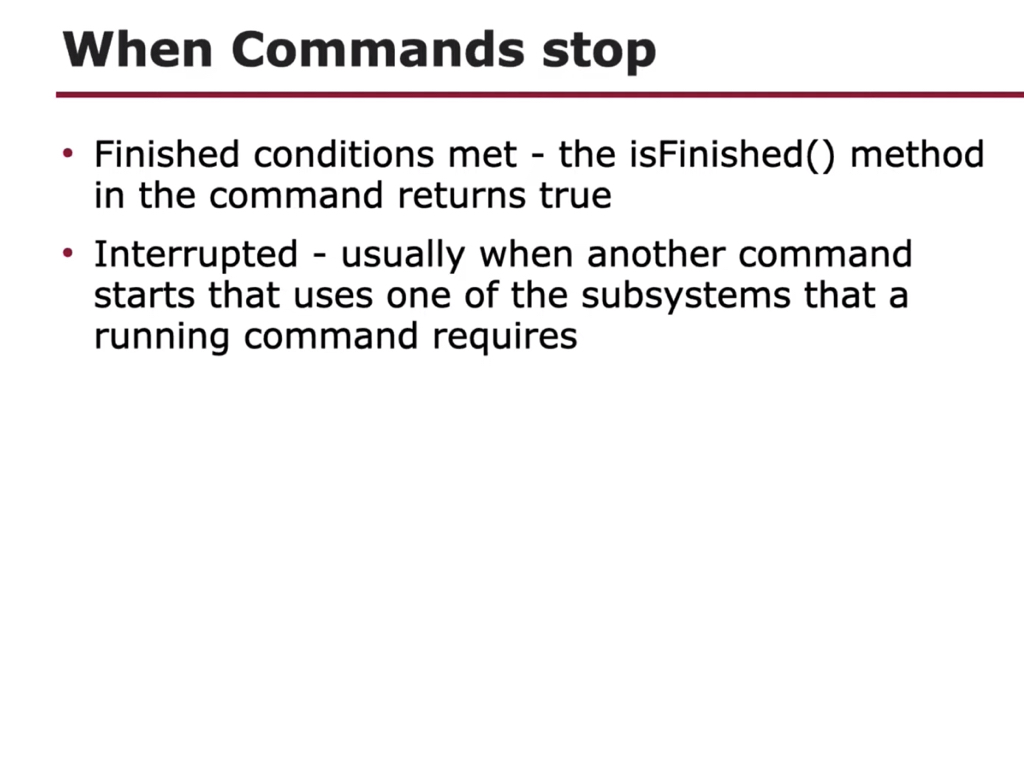 When Commands stop
• Finished conditions met - the isFinished() method
in the command returns true
• Interrupted - usually when another command
starts that uses one of the subsystems that a
running command requires